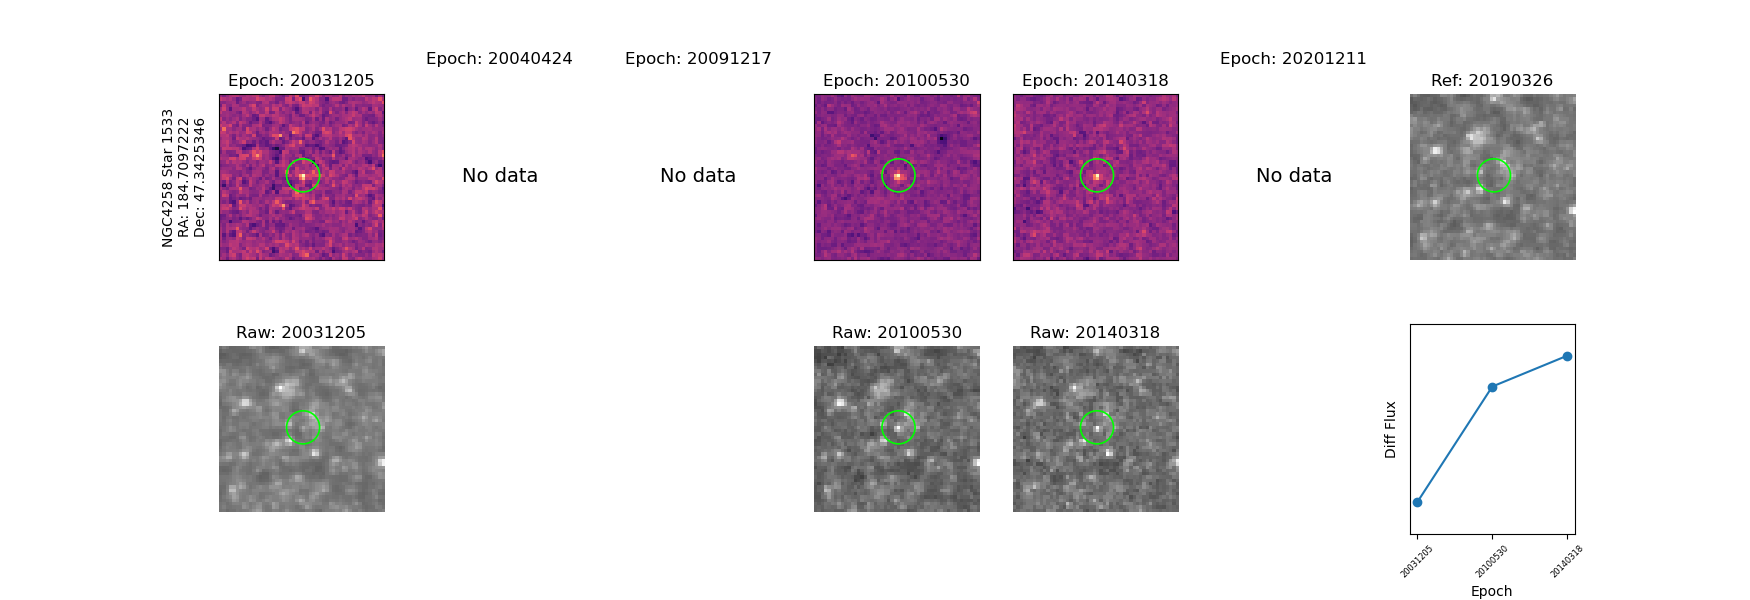 Epoch: 20031205
Epoch: 20040424
Epoch: 20091217
Epoch: 20100530
Epoch: 20140318
Epoch: 20201211
Ref: 20190326
NGC4258 Star 1533
RA: 184.7097222
Dec: 47.3425346
No data
No data
No data
Raw: 20031205
Raw: 20100530
Raw: 20140318
Diff Flux
20031205
20100530
20140318
Epoch